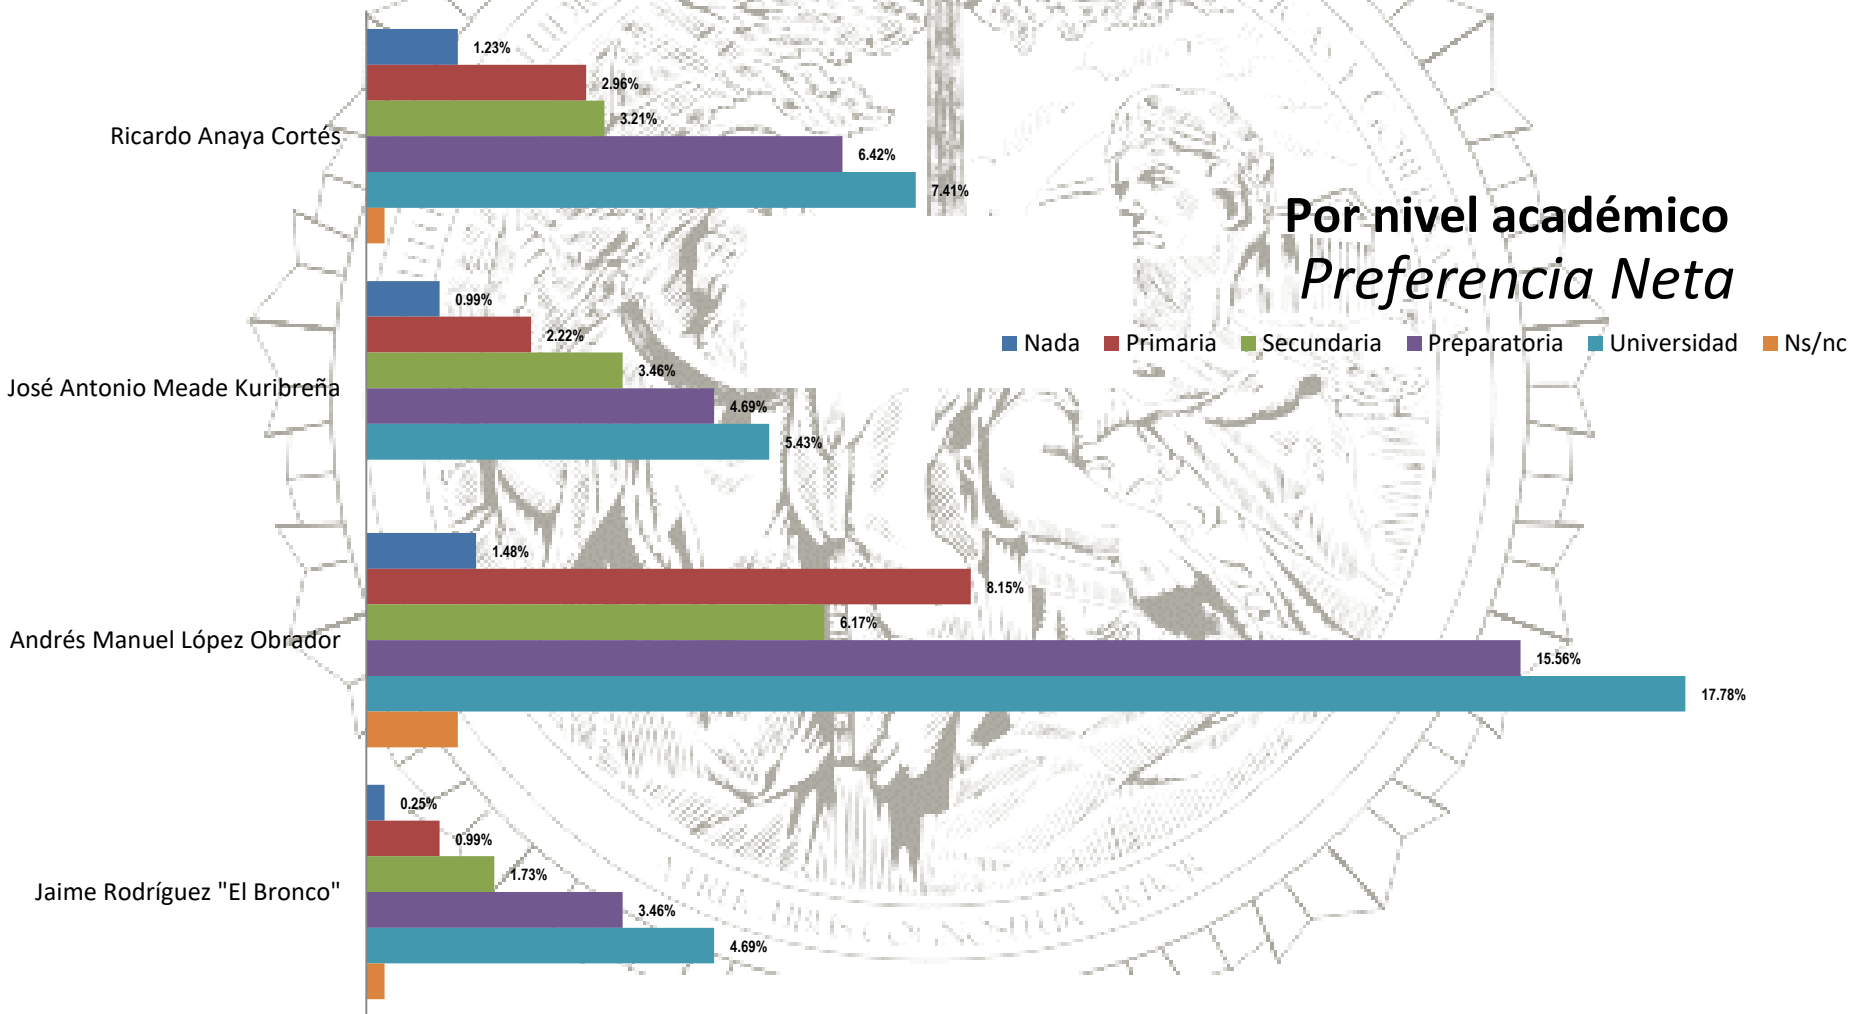 Por nivel académico
Preferencia Neta
Nada Primaria Secundaria Preparatoria Universidad Ns/nc
Ricardo Anaya Cortés
1.23%
2.96%
3.21%
6.42%
7.41%
José Antonio Meade Kuribreña
0.99%
2.22%
3.46%
4.69%
5.43%
Andrés Manuel López Obrador
1.48%
8.15%
6.17%
15.56%
17.78%
Jaime Rodríguez "El Bronco"
0.25%
0.99%
1.73%
3.46%
4.69%